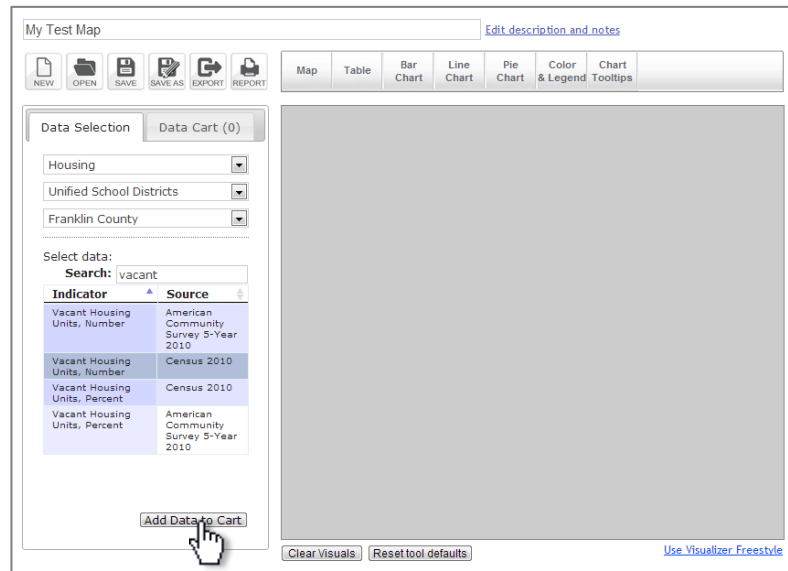 My Test Map
Edit description and notes
NEW OPEN SAVE SAVE AS EXPORT REPORT
Map Table Bar Chart Line Chart Pie Chart Color & Legend Chart Tooltips
Data Selection Data Cart (0)
Housing
Unified School Districts
Franklin County
Select data:
Search: vacant
Indicator Source
Vacant Housing
Units, Number
American
Community
Survey 5-Year
2010
Vacant Housing
Units, Number
Census 2010
Vacant Housing
Units, Percent
Census 2010
Vacant Housing
Units, Percent
American
Community
Survey 5-Year
2010
Add Data to Cart
Clear Visuals Reset tool defaults
Use Visualizer Freestyle